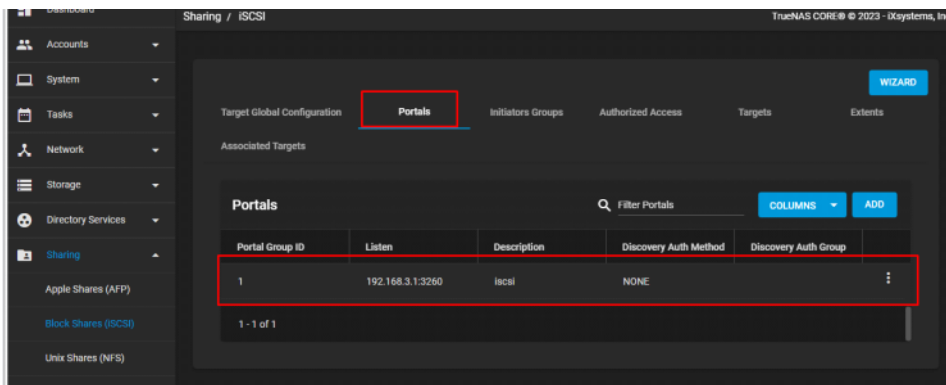 Dashboard
Sharing / iSCSI
TrueNAS CORE® © 2023 - iXsystems, In
Accounts
System
WIZARD
Tasks
Target Global Configuration Portals Initiators Groups Authorized Access Targets Extents
Network
Associated Targets
Storage
Portals Filter Portals COLUMNS ADD
Directory Services
Portal Group ID Listen Description Discovery Auth Method Discovery Auth Group
Sharing
1 192.168.3.1:3260 iscsi NONE
Apple Shares (AFP)
Block Shares (iSCSI)
1 - 1 of 1
Unix Shares (NFS)